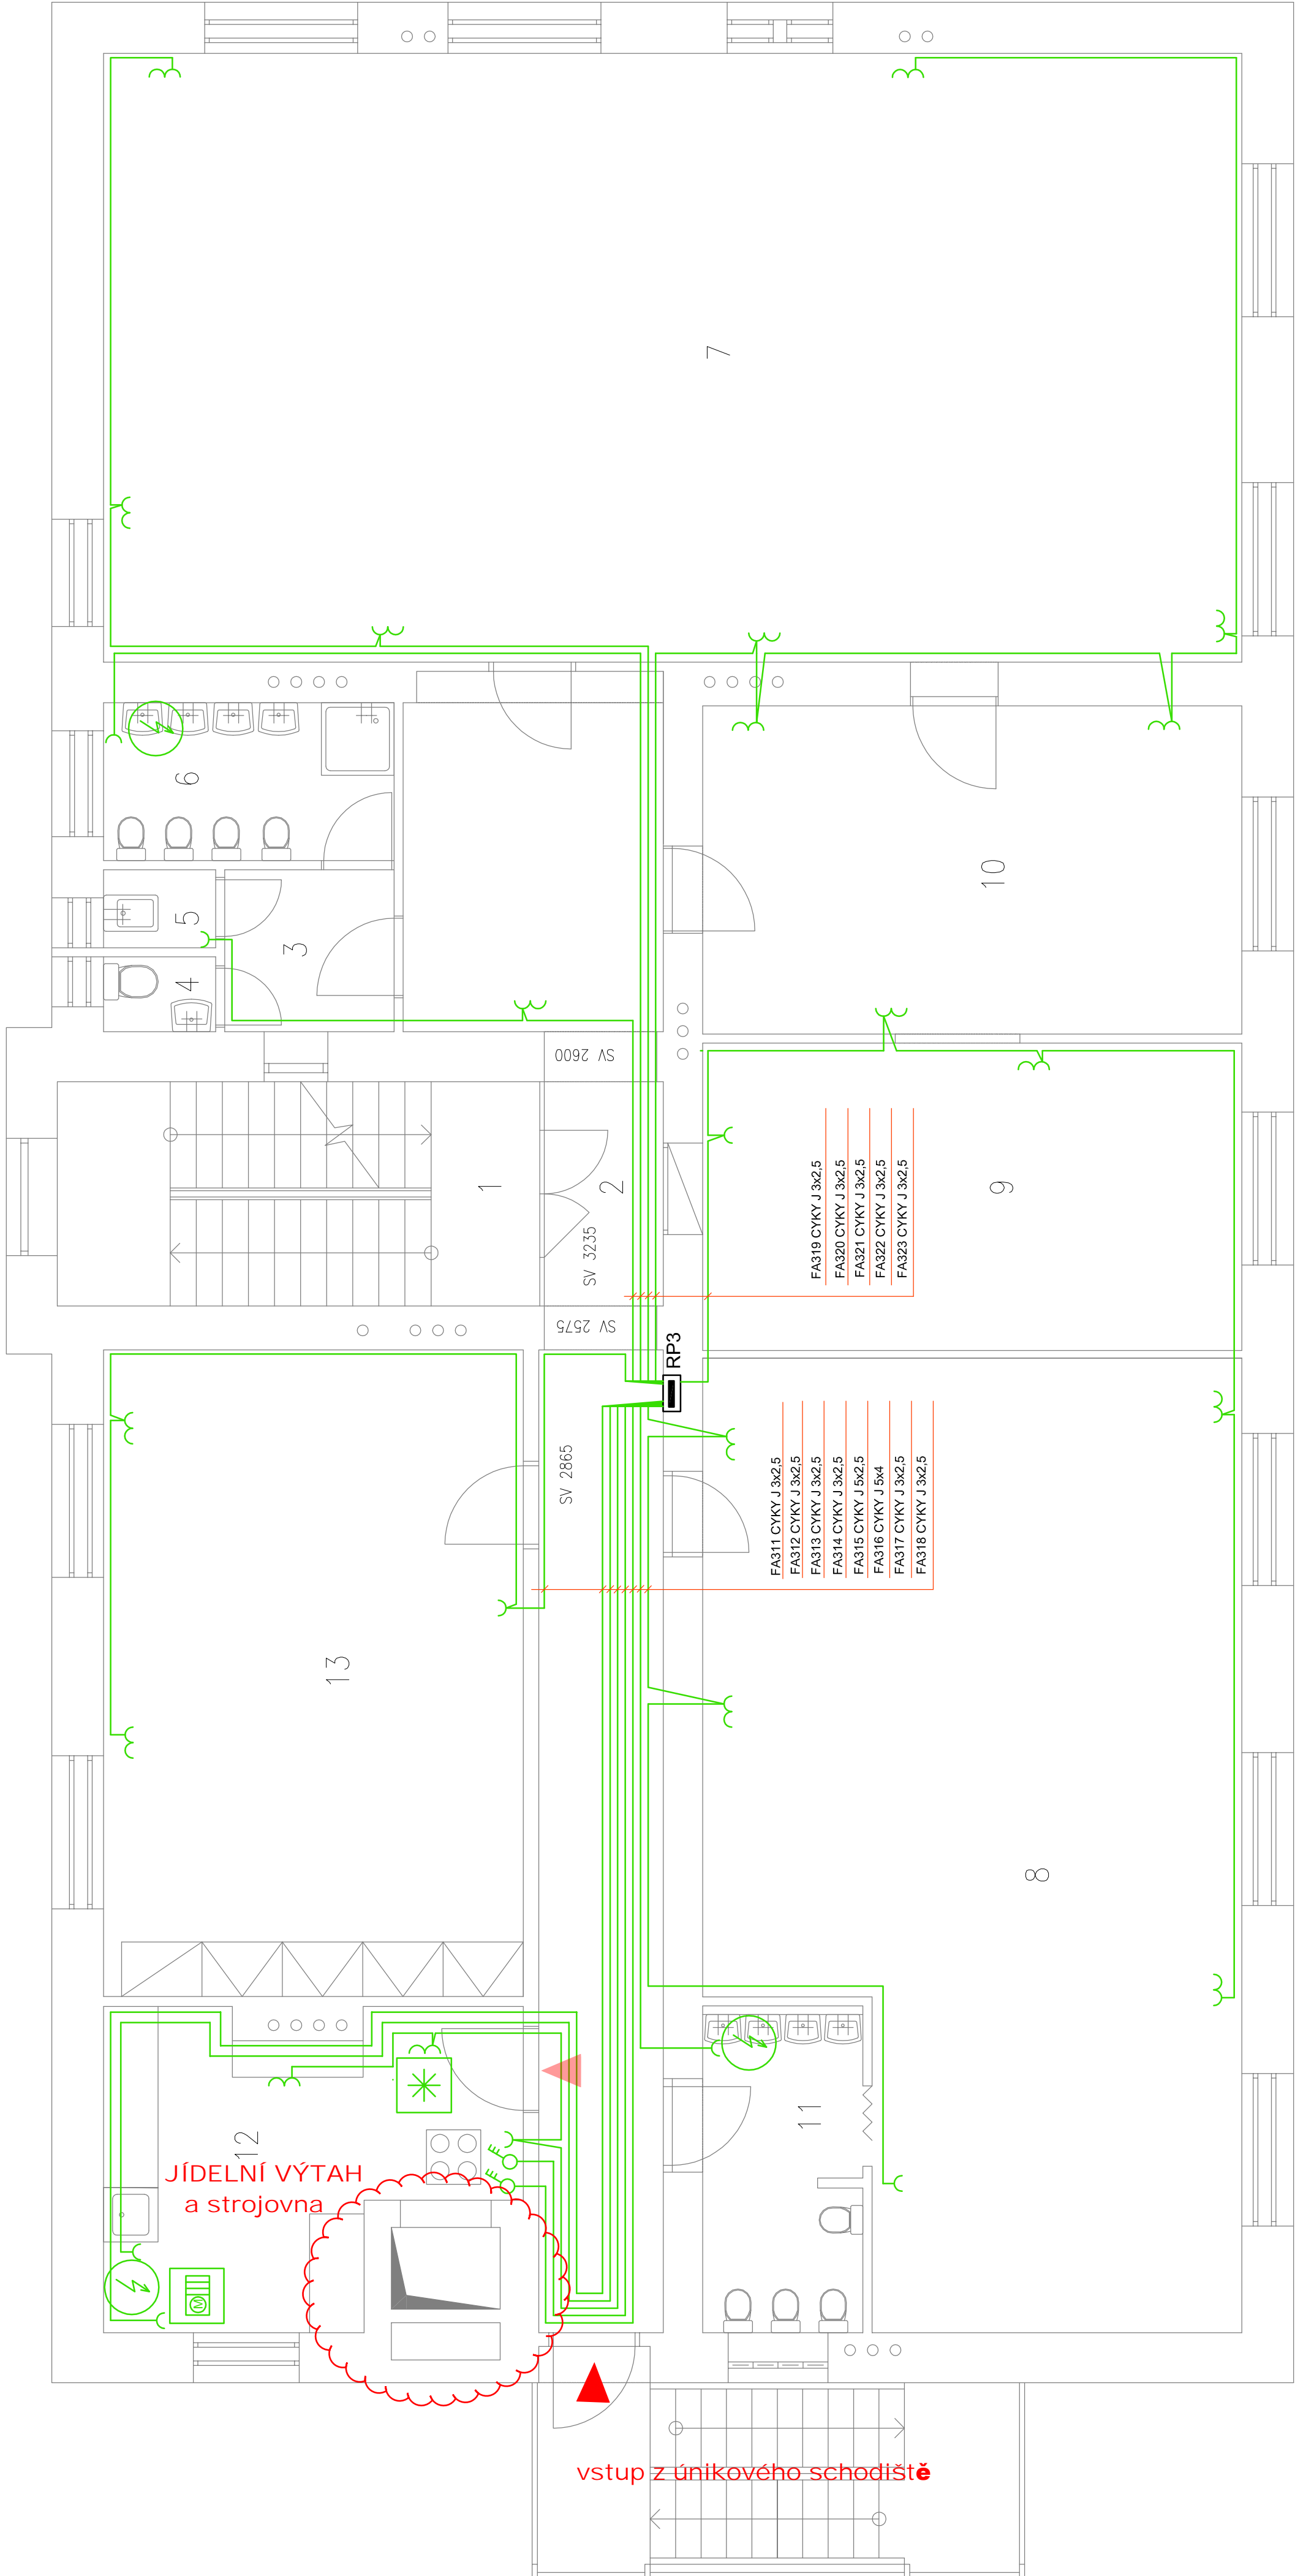 7
6
5
4
3
10
SV 2600
1
2
9
SV 3235
SV 2575
RP3
FA319 CYKY J 3x2,5
FA320 CYKY J 3x2,5
FA321 CYKY J 3x2,5
FA322 CYKY J 3x2,5
FA323 CYKY J 3x2,5
SV 2865
FA311 CYKY J 3x2,5
FA312 CYKY J 3x2,5
FA313 CYKY J 3x2,5
FA314 CYKY J 3x2,5
FA315 CYKY J 5x2,5
FA316 CYKY J 5x4
FA317 CYKY J 3x2,5
FA318 CYKY J 3x2,5
13
8
11
12
JÍDELNÍ VÝTAH
a strojovna
M
vstup z únikového schodiště